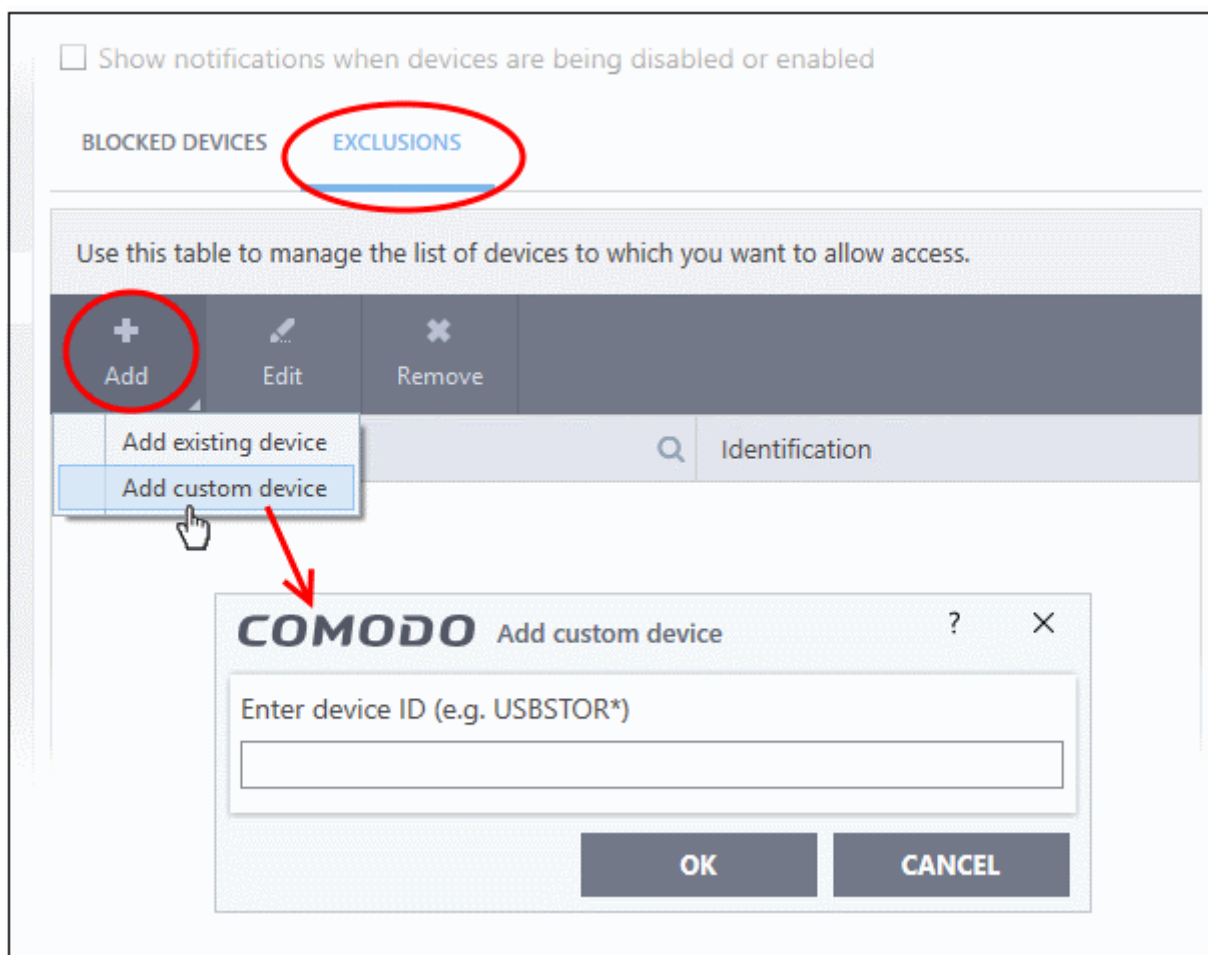 Show notifications when devices are being disabled or enabled
BLOCKED DEVICES EXCLUSIONS
Use this table to manage the list of devices to which you want to allow access.
Add Edit Remove
Add existing device
Identification
Add custom device
COMODO Add custom device ?
Enter device ID (e.g. USBSTOR*)
OK CANCEL